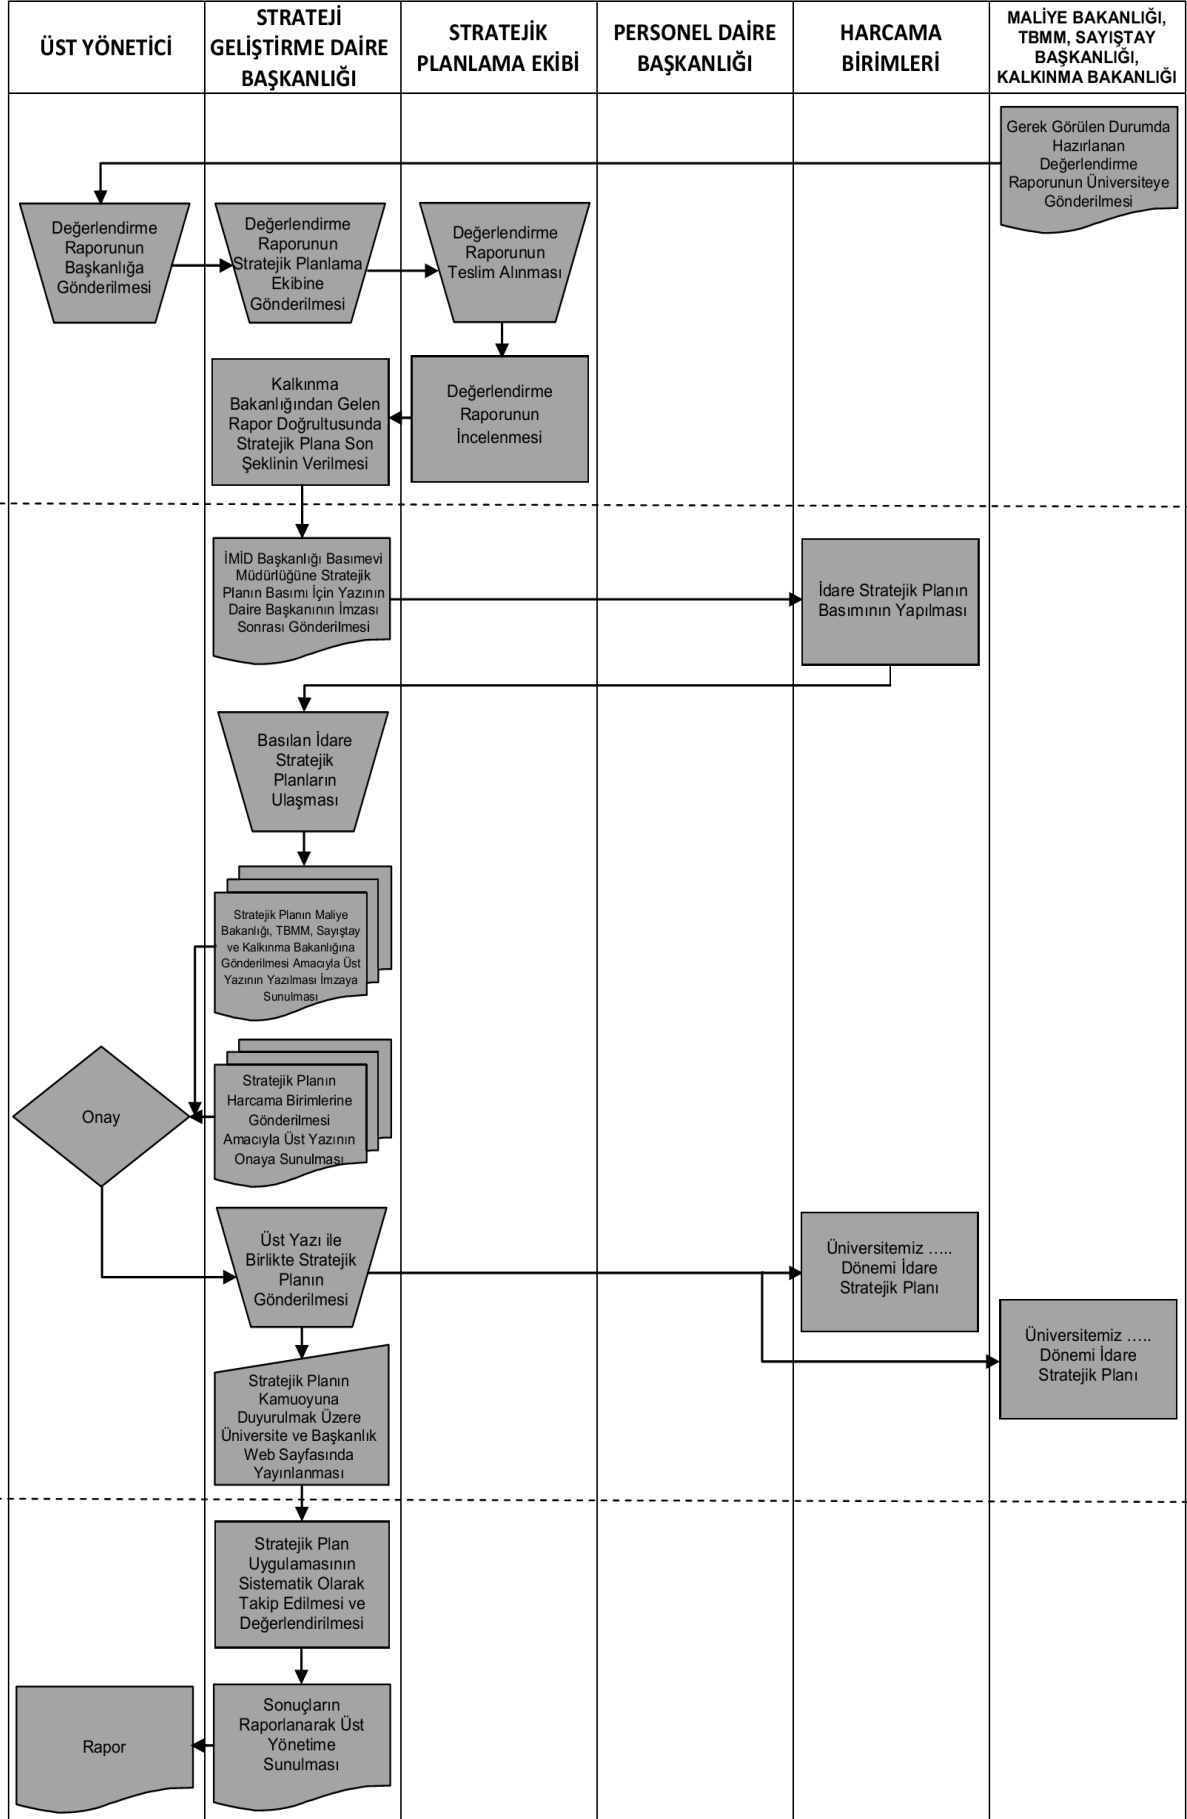 ÜST YÖNETİCİ
STRATEJİ
GELİŞTİRME DAİRE
BAŞKANLIĞI
STRATEJİK
PLANLAMA EKİBİ
PERSONEL DAİRE
BAŞKANLIĞI
HARCAMA
BİRİMLERİ
MALİYE BAKANLIĞI,
TBMM, SAYIŞTAY
BAŞKANLIĞI,
KALKINMA BAKANLIĞI
Gerek Görülen Durumda
Hazırlanan
Değerlendirme
Raporunun Üniversiteye
Gönderilmesi
Değerlendirme
Raporunun
Başkanlığa
Gönderilmesi
Değerlendirme
Raporunun
Stratejik Planlama
Ekibine
Gönderilmesi
Değerlendirme
Raporunun
Teslim Alınması
Kalkınma
Bakanlığından Gelen
Rapor Doğrultusunda
Stratejik Plana Son
Şeklinin Verilmesi
Değerlendirme
Raporunun
İncelenmesi
İMİD Başkanlığı Basımevi
Müdürlüğüne Stratejik
Planın Basımı İçin Yazının
Daire Başkanının İmzası
Sonrası Gönderilmesi
İdare Stratejik Planın
Basımının Yapılması
Basılan İdare
Stratejik
Planların
Ulaşması
Stratejik Planın Maliye
Bakanlığı, TBMM, Sayıştay
ve Kalkınma Bakanlığına
Gönderilmesi Amacıyla Üst
Yazının Yazılması İmzaya
Sunulması
Onay
Stratejik Planın
Harcama Birimlerine
Gönderilmesi
Amacıyla Üst Yazının
Onaya Sunulması
Üst Yazı ile
Birlikte Stratejik
Planın
Gönderilmesi
Üniversitemiz …..
Dönemi İdare
Stratejik Planı
Üniversitemiz …..
Dönemi İdare
Stratejik Planı
Stratejik Planın
Kamuoyuna
Duyurulmak Üzere
Üniversite ve Başkanlık
Web Sayfasında
Yayınlanması
Stratejik Plan
Uygulamasının
Sistematik Olarak
Takip Edilmesi ve
Değerlendirilmesi
Rapor
Sonuçların
Raporlanarak Üst
Yönetime
Sunulması